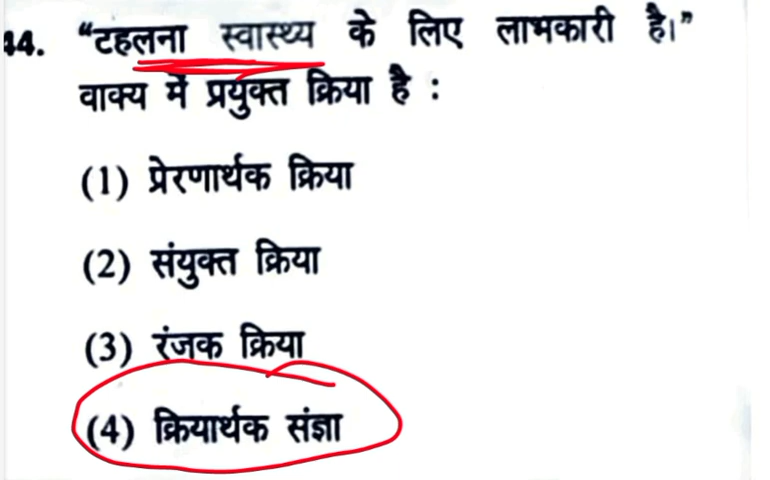 44. “टहलना स्वास्थ्य के लिए लाभकारी है।”
वाक्य में प्रयुक्त क्रिया है :
(1) प्रेरणार्थक क्रिया
(2) संयुक्त क्रिया
(3) रंजक क्रिया
(4) क्रियार्थक संज्ञा